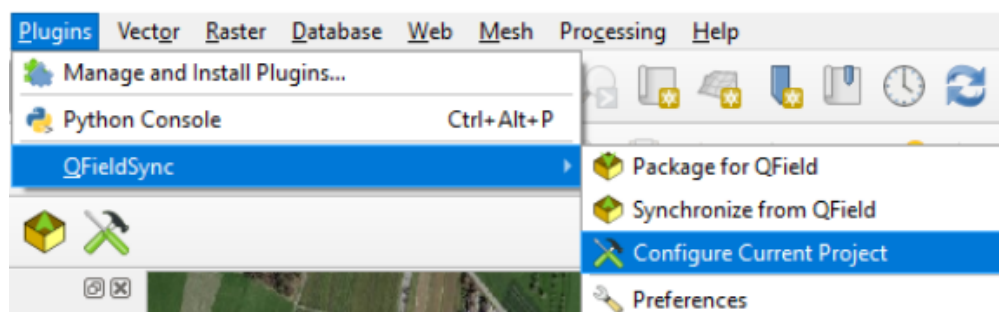 Plugins Vector Raster Database Web Mesh Processing Help
Manage and Install Plugins...
Python Console Ctrl+Alt+P
QFieldSync
Package for QField
Synchronize from QField
Configure Current Project
Preferences